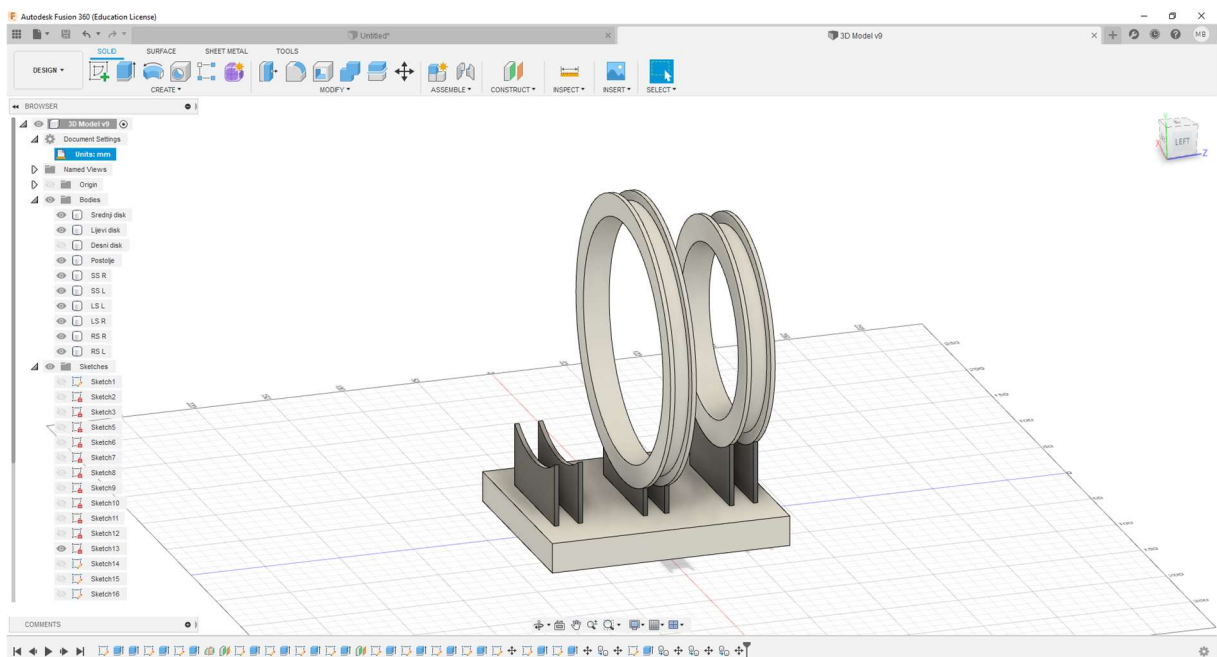 Autodesk Fusion 360 (Education License)
Untitled*
3D Model v9
MB
SOLID SURFACE SHEET METAL TOOLS
DESIGN
CREATE MODIFY ASSEMBLE CONSTRUCT INSPECT INSERT SELECT
BROWSER
3D Model v9
Document Settings
Units: mm
Named Views
Origin
Bodies
Srednji disk
Lijevi disk
Desni disk
Postolje
SS R
SS L
LS L
LS R
RS R
RS L
Sketches
Sketch1
Sketch2
Sketch3
Sketch5
Sketch6
Sketch7
Sketch8
Sketch9
Sketch10
Sketch11
Sketch12
Sketch13
Sketch14
Sketch15
Sketch16
COMMENTS
LEFT
X
Y
Z